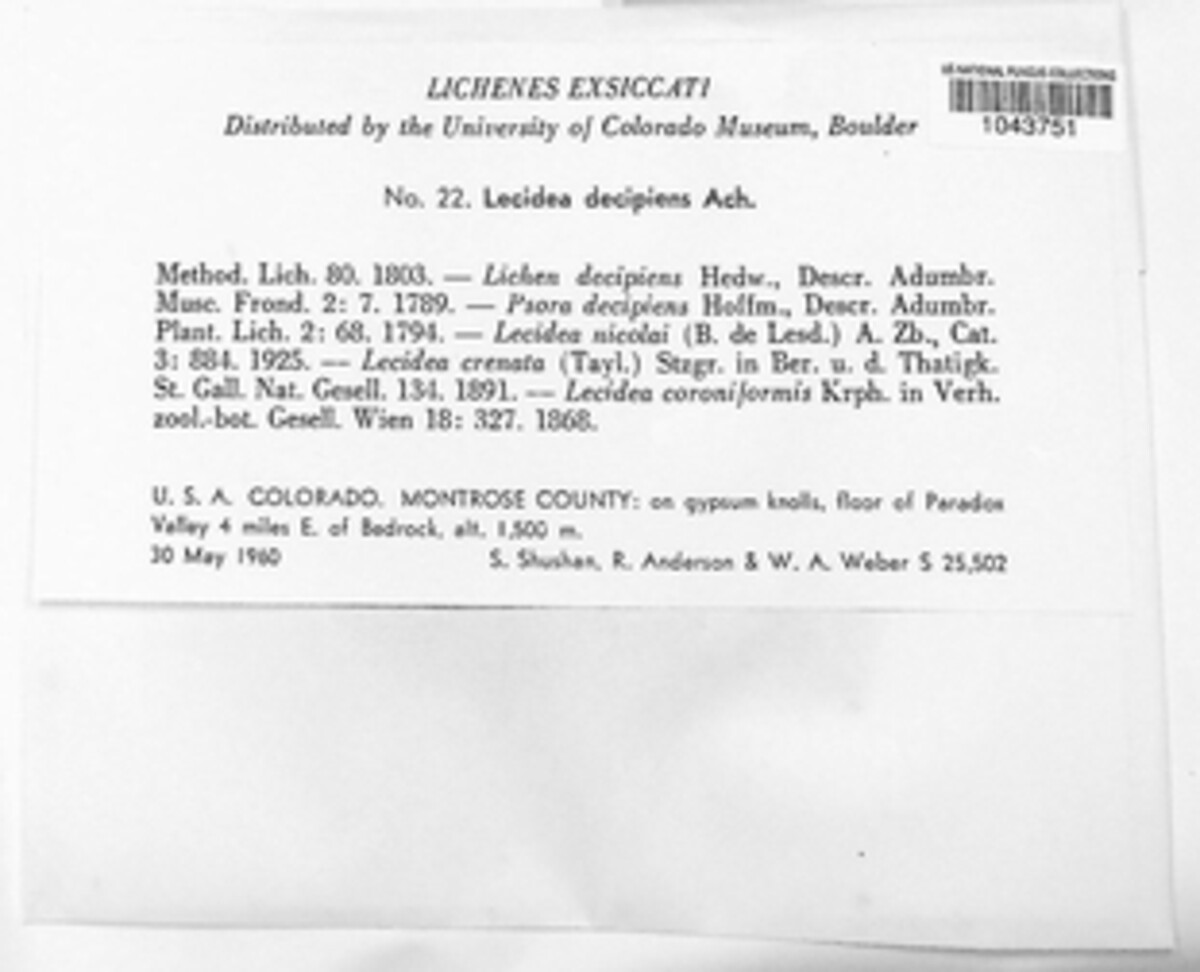 LICHENES EXSICCATI
Distributed by the University of Colorado Museum, Boulder
US NATIONAL FUNGUS COLLECTIONS
1043751
No. 22. Lecidea decipiens Ach.
Method. Lich. 80. 1803. — Lichen decipiens Hedw., Descr. Adumbr.
Musc. Frond. 2: 7. 1789. — Psora decipiens Hoffm., Descr. Adumbr.
Plant. Lich. 2: 68. 1794. — Lecidea nicolai (B. de Lesd.) A. Zb., Cat.
3: 884. 1925. — Lecidea crenata (Tayl.) Stzgr. in Ber. u. d. Thatigk.
St. Gall. Nat. Gesell. 134. 1891. — Lecidea coroniformis Krph. in Verh.
zool.-bot. Gesell. Wien 18: 327. 1868.
U. S. A. COLORADO. MONTROSE COUNTY: on gypsum knolls, floor of Paradox
Valley 4 miles E. of Bedrock, alt. 1,500 m.
30 May 1960 S. Shushan, R. Anderson & W. A. Weber S 25,502